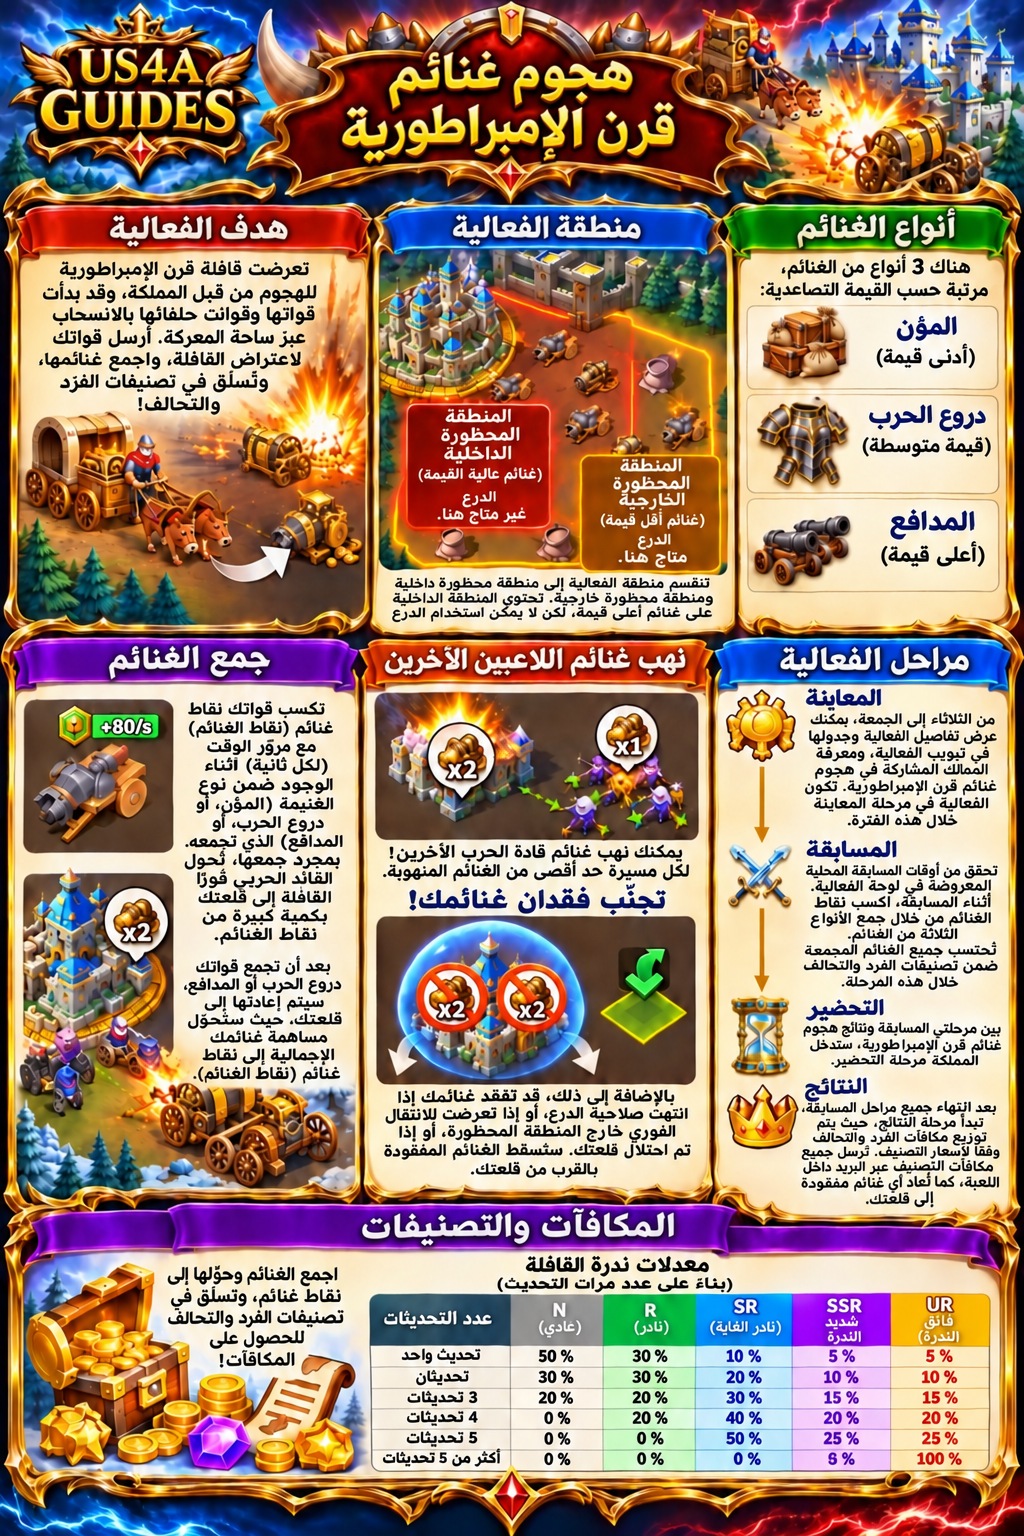 US4A
GUIDES
هجوم غنائم
قرن الإمبراطورية
هدف الفعالية
تعرضت قافلة قرن الإمبراطورية
للهجوم من قبل المملكة، وقد بدأت
قواتها وقوانت حلفائها بالانسحاب
عبرَ ساحة المعركة. أرسل قواتك
لاعتراض القافلة، واجمع غنائمها،
وتَسلّق في تصنيفات الفرَد
والتحالف!
منطقة الفعالية
المنطقة
المحظورة
الداخلية
(غنائم عالية القيمة)
الدرع
غير متاح هنا.
المنطقة
المحظورة
الخارجية
(غنائم أقل قيمة)
الدرع
متاح هنا.
تنقسم منطقة الفعالية إلى منطقة محظورة داخلية
ومنطقة محظورة خارجية. تحتوي المنطقة الداخلية
على غنائم أعلى قيمة، لكن لا يمكن استخدام الدرع
أنواع الغنائم
هناك 3 أنواع من الغنائم،
مرتبة حسب القيمة التصاعدية:
المؤن
(أدنى قيمة)
دروع الحرب
(قيمة متوسطة)
المدافع
(أعلى قيمة)
جمع الغنائم
+80/s
x2
تكسب قواتك نقاط
غنائم (نقاط الغنائم)
مع مروّر الوقت
(لكل ثانية) أثناء
الوجود ضمن نوع
الغنيمة (المؤن، أو
دروع الحرب، أو
المدافع) الذي تجمعه.
بمجرد جمعها، تُحول
القائد الحربي فورًا
القافلة إلى قلعتك
بكمية كبيرة من
نقاط الغنائم.
بعد أن تجمع قواتك
دروع الحرب أو المدافع،
سيتم إعادتها إلى
قلعتك، حيث ستحوّل
مساهمة غنائمك
الإجمالية إلى نقاط
غنائم (نقاط الغنائم).
نهب غنائم اللاعبين الآخرين
x2
x1
يمكنك نهب غنائم قادة الحرب الآخرين!
لكل مسيرة حد أقصى من الغنائم المنهوبة.
تجنّب فقدان غنائمك!
x2
x2
بالإضافة إلى ذلك، قد تفقد غنائمك إذا
انتهت صلاحية الدرع، أو إذا تعرضت للانتقال
الفوري خارج المنطقة المحظورة، أو إذا
تم احتلال قلعتك. ستسقط الغنائم المفقودة
بالقرب من قلعتك.
مراحل الفعالية
المعاينة
من الثلاثاء إلى الجمعة، يمكنك
عرض تفاصيل الفعالية وجدولها
في تبويب الفعالية، ومعرفة
الممالك المشاركة في هجوم
غنائم قرن الإمبراطورية. تكون
الفعالية في مرحلة المعاينة
خلال هذه الفترة.
المسابقة
تحقق من أوقات المسابقة المحلية
المعروضة في لوحة الفعالية.
أثناء المسابقة، اكسب نقاط
الغنائم من خلال جمع الأنواع
الثلاثة من الغنائم.
تُحتسب جميع الغنائم المجمعة
ضمن تصنيفات الفرد والتحالف
خلال هذه المرحلة.
التحضير
بين مرحلتي المسابقة ونتائج هجوم
غنائم قرن الإمبراطورية، ستدخل
المملكة مرحلة التحضير.
النتائج
بعد انتهاء جميع مراحل المسابقة،
تبدأ مرحلة النتائج، حيث يتم
توزيع مكافآت الفرد والتحالف
وفقًا لأسعار التصنيف. تُرسل جميع
مكافآت التصنيف عبر البريد داخل
اللعبة، كما تُعاد أي غنائم مفقودة
إلى قلعتك.
المكافآت والتصنيفات
اجمع الغنائم وحوّلها إلى
نقاط غنائم، وتسلّق في
تصنيفات الفرد والتحالف
للحصول على
المكافآت!
معدلات ندرة القافلة
(بناءً على عدد مرات التحديث)
عدد التحديثات N (عادي) R (نادر) SR (نادر الغاية) SSR شديد الندرة UR فائق الندرة)
تحديث واحد 50 % 30 % 10 % 5 % 5 %
تحديثان 30 % 30 % 20 % 10 % 10 %
3 تحديثات 20 % 20 % 30 % 15 % 15 %
4 تحديثات 0 % 20 % 40 % 20 % 20 %
5 تحديثات 0 % 0 % 50 % 25 % 25 %
أكثر من 5 تحديثات 0 % 0 % 0 % % 100 %